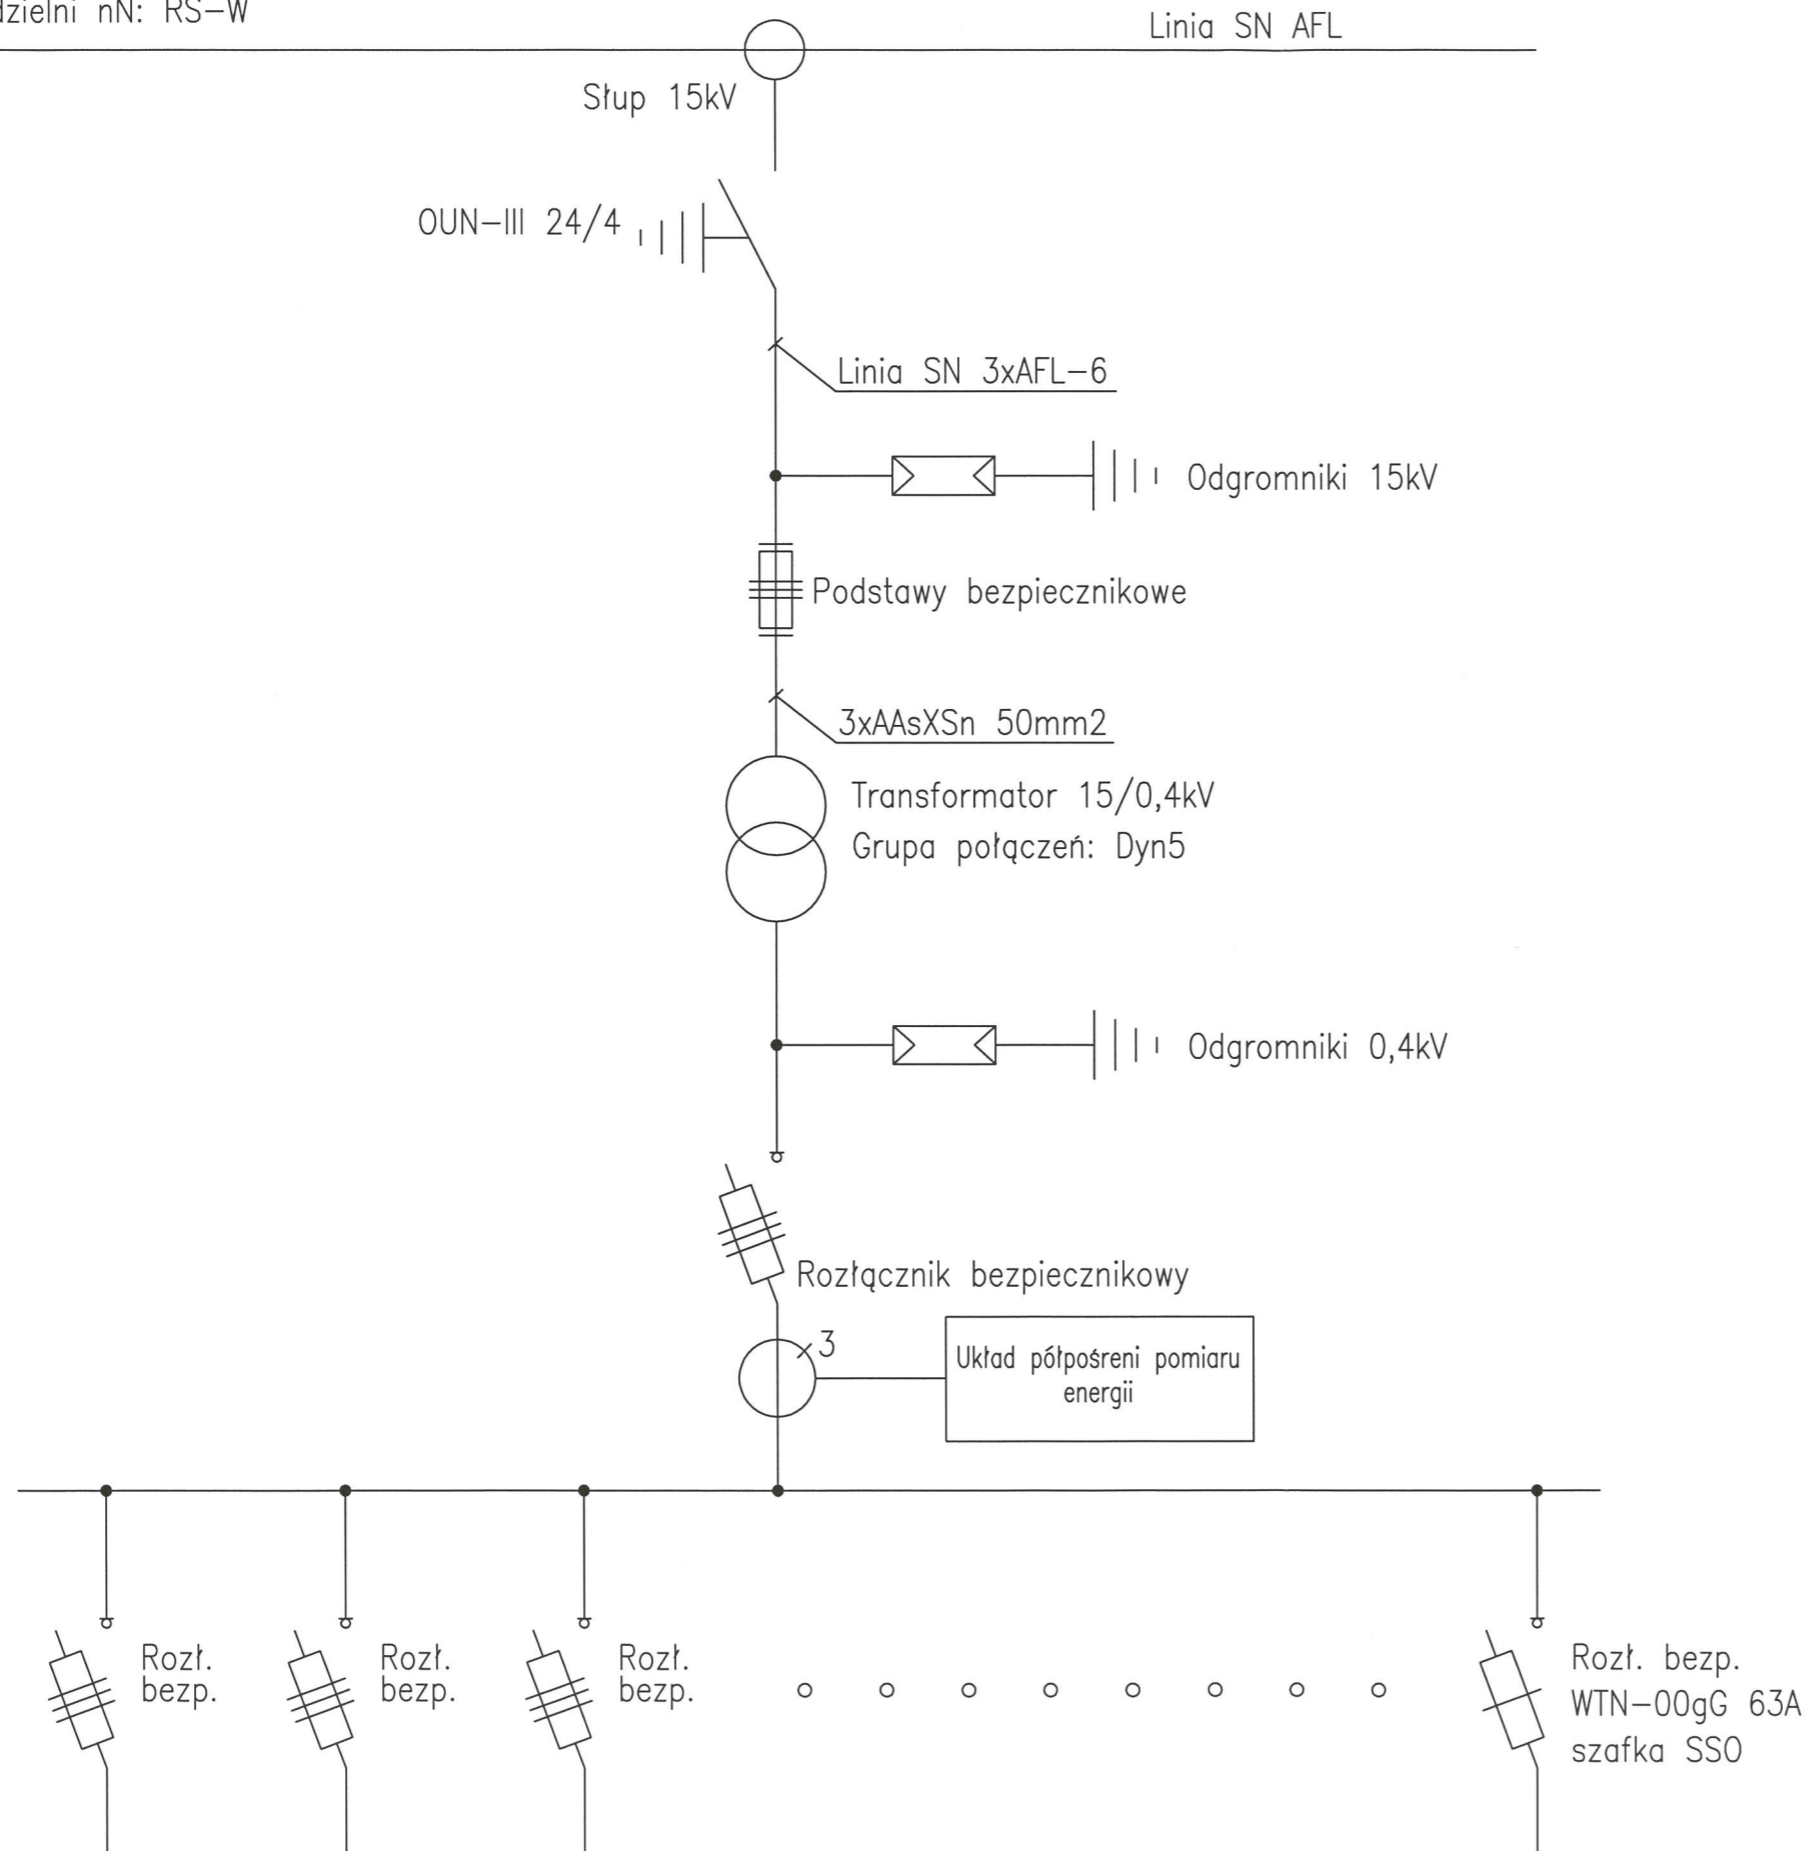 nN: RS-W
Linia SN AFL
Słup 15kV
OUN-III 24/4
Linia SN 3xAFL-6
Odgromniki 15kV
Podstawy bezpiecznikowe
3xAAsXSn 50mm2
Transformator 15/0,4kV
Grupa połączeń: Dyn5
Odgromniki 0,4kV
Rozłącznik bezpiecznikowy
3
Układ półpośreni pomiaru
energii
Rozł.
bezp.
Rozł.
bezp.
Rozł.
bezp.
Rozł. bezp.
WTN-00gG 63A
szafka SSO